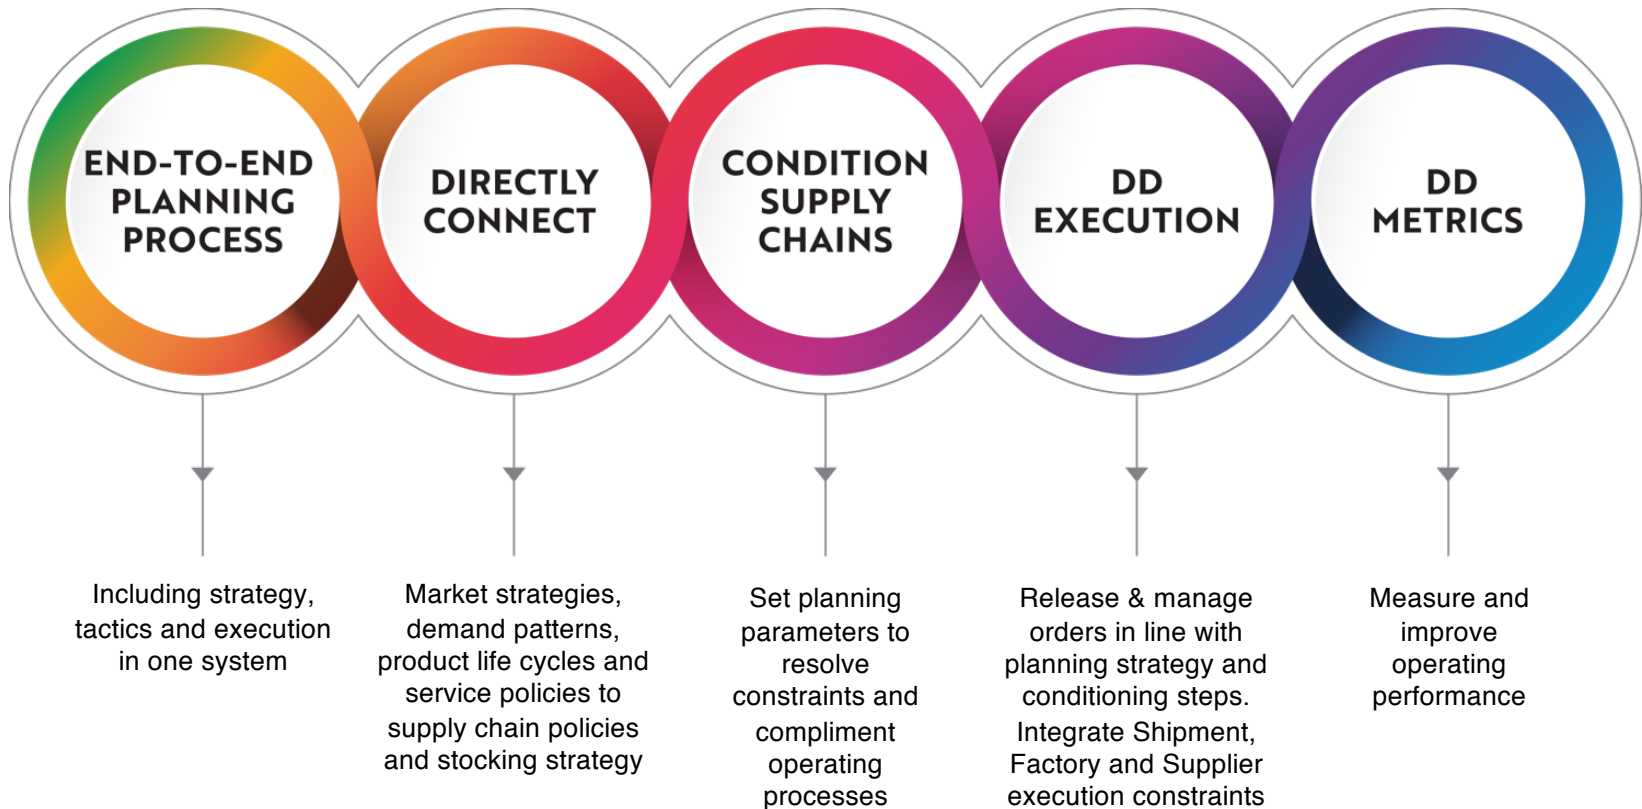 END-TO-END
PLANNING
PROCESS
DIRECTLY
CONNECT
CONDITION
SUPPLY
CHAINS
DD
EXECUTION
DD
METRICS
Including strategy,
tactics and execution
in one system
Market strategies,
demand patterns,
product life cycles and
service policies to
supply chain policies
and stocking strategy
Set planning
parameters to
resolve
constraints and
compliment
operating
processes
Release & manage
orders in line with
planning strategy and
conditioning steps.
Integrate Shipment,
Factory and Supplier
execution constraints
Measure and
improve
operating
performance